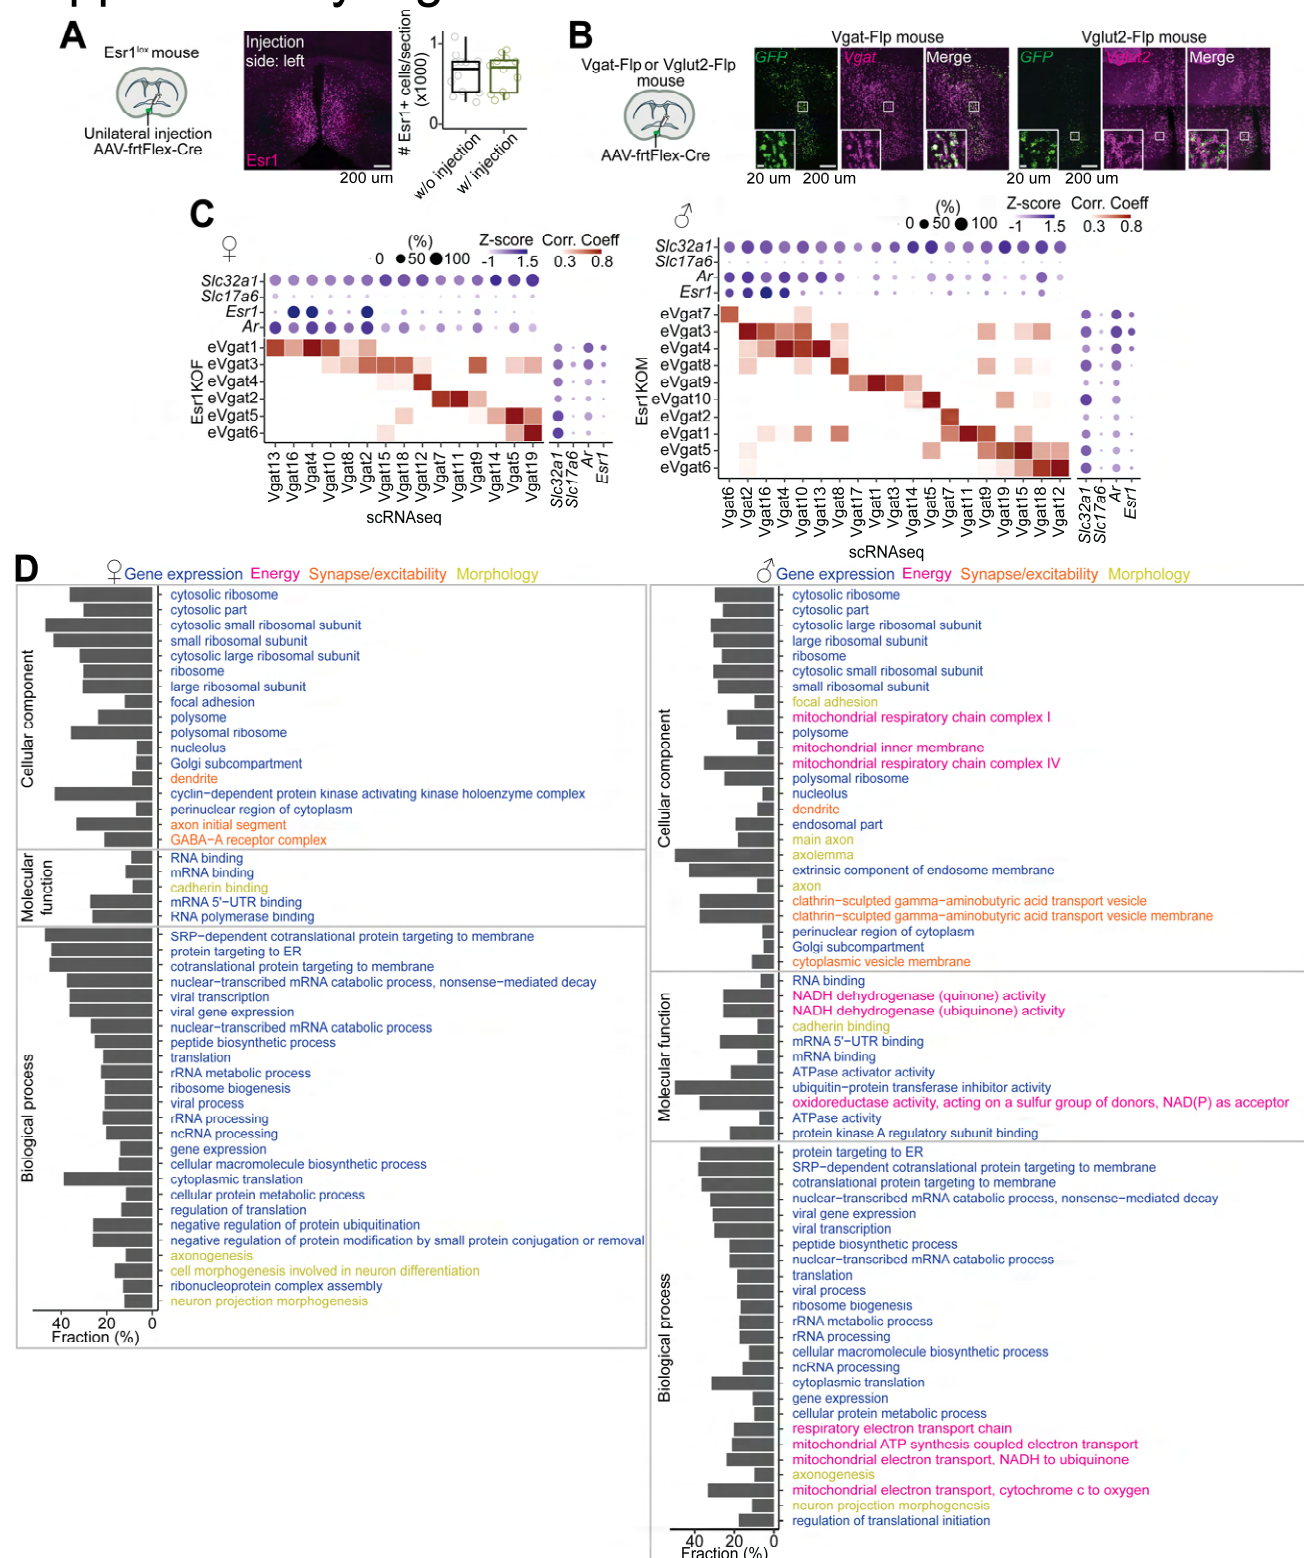 A
Esr1lox mouse
Unilateral injection
AAV-frtFlex-Cre
Injection
side: left
Esr1
200 um
# Esr1+ cells/section
(x1000)
1
0
w/o injection
w/ injection
B
Vgat-Flp or Vglut2-Flp
mouse
AAV-frtFlex-Cre
Vgat-Flp mouse
GFP
Vgat
Merge
20 um
200 um
Vglut2-Flp mouse
GFP
Vglut2
Merge
20 um
200 um
C
♀
(%)
0 50 100
Z-score
-1 1.5
Corr. Coeff
0.3 0.8
Slc32a1
Slc17a6
Esr1
Ar
Esr1KOF
eVgat1
eVgat3
eVgat4
eVgat2
eVgat5
eVgat6
Vgat13
Vgat16
Vgat4
Vgat10
Vgat8
Vgat2
Vgat15
Vgat18
Vgat12
Vgat7
Vgat11
Vgat9
Vgat14
Vgat5
Vgat19
Slc32a1
Slc17a6
Ar
Esr1
scRNAseq
♂
(%)
0 50 100
Z-score
-1 1.5
Corr. Coeff
0.3 0.8
Slc32a1
Slc17a6
Ar
Esr1
Esr1KOM
eVgat7
eVgat3
eVgat4
eVgat8
eVgat9
eVgat10
eVgat2
eVgat1
eVgat5
eVgat6
Vgat6
Vgat2
Vgat16
Vgat4
Vgat10
Vgat13
Vgat8
Vgat17
Vgat1
Vgat3
Vgat14
Vgat5
Vgat7
Vgat11
Vgat9
Vgat19
Vgat15
Vgat18
Vgat12
Slc32a1
Slc17a6
Ar
Esr1
scRNAseq
D
♀ Gene expression Energy Synapse/excitability Morphology
Cellular component
cytosolic ribosome
cytosolic part
cytosolic small ribosomal subunit
small ribosomal subunit
cytosolic large ribosomal subunit
ribosome
large ribosomal subunit
focal adhesion
polysome
polysomal ribosome
nucleolus
Golgi subcompartment
dendrite
cyclin−dependent protein kinase activating kinase holoenzyme complex
perinuclear region of cytoplasm
axon initial segment
GABA−A receptor complex
Molecular
function
RNA binding
mRNA binding
cadherin binding
mRNA 5'−UTR binding
RNA polymerase binding
Biological process
SRP−dependent cotranslational protein targeting to membrane
protein targeting to ER
cotranslational protein targeting to membrane
nuclear−transcribed mRNA catabolic process, nonsense−mediated decay
viral transcription
viral gene expression
nuclear−transcribed mRNA catabolic process
peptide biosynthetic process
translation
rRNA metabolic process
ribosome biogenesis
viral process
rRNA processing
ncRNA processing
gene expression
cellular macromolecule biosynthetic process
cytoplasmic translation
cellular protein metabolic process
regulation of translation
negative regulation of protein ubiquitination
negative regulation of protein modification by small protein conjugation or removal
axonogenesis
cell morphogenesis involved in neuron differentiation
ribonucleoprotein complex assembly
neuron projection morphogenesis
40 20 0
Fraction (%)
♂ Gene expression Energy Synapse/excitability Morphology
Cellular component
cytosolic ribosome
cytosolic part
cytosolic large ribosomal subunit
large ribosomal subunit
ribosome
cytosolic small ribosomal subunit
small ribosomal subunit
focal adhesion
mitochondrial respiratory chain complex I
polysome
mitochondrial inner membrane
mitochondrial respiratory chain complex IV
polysomal ribosome
nucleolus
dendrite
endosomal part
main axon
axolemma
extrinsic component of endosome membrane
axon
clathrin−sculpted gamma−aminobutyric acid transport vesicle
clathrin−sculpted gamma−aminobutyric acid transport vesicle membrane
perinuclear region of cytoplasm
Golgi subcompartment
cytoplasmic vesicle membrane
Molecular function
RNA binding
NADH dehydrogenase (quinone) activity
NADH dehydrogenase (ubiquinone) activity
cadherin binding
mRNA 5'−UTR binding
mRNA binding
ATPase activator activity
ubiquitin−protein transferase inhibitor activity
oxidoreductase activity, acting on a sulfur group of donors, NAD(P) as acceptor
ATPase activity
protein kinase A regulatory subunit binding
Biological process
protein targeting to ER
SRP−dependent cotranslational protein targeting to membrane
cotranslational protein targeting to membrane
nuclear−transcribed mRNA catabolic process, nonsense−mediated decay
viral gene expression
viral transcription
peptide biosynthetic process
nuclear−transcribed mRNA catabolic process
translation
viral process
ribosome biogenesis
rRNA metabolic process
rRNA processing
cellular macromolecule biosynthetic process
ncRNA processing
cytoplasmic translation
gene expression
cellular protein metabolic process
respiratory electron transport chain
mitochondrial ATP synthesis coupled electron transport
mitochondrial electron transport, NADH to ubiquinone
axonogenesis
mitochondrial electron transport, cytochrome c to oxygen
neuron projection morphogenesis
regulation of translational initiation
40 20 0
Fraction (%)